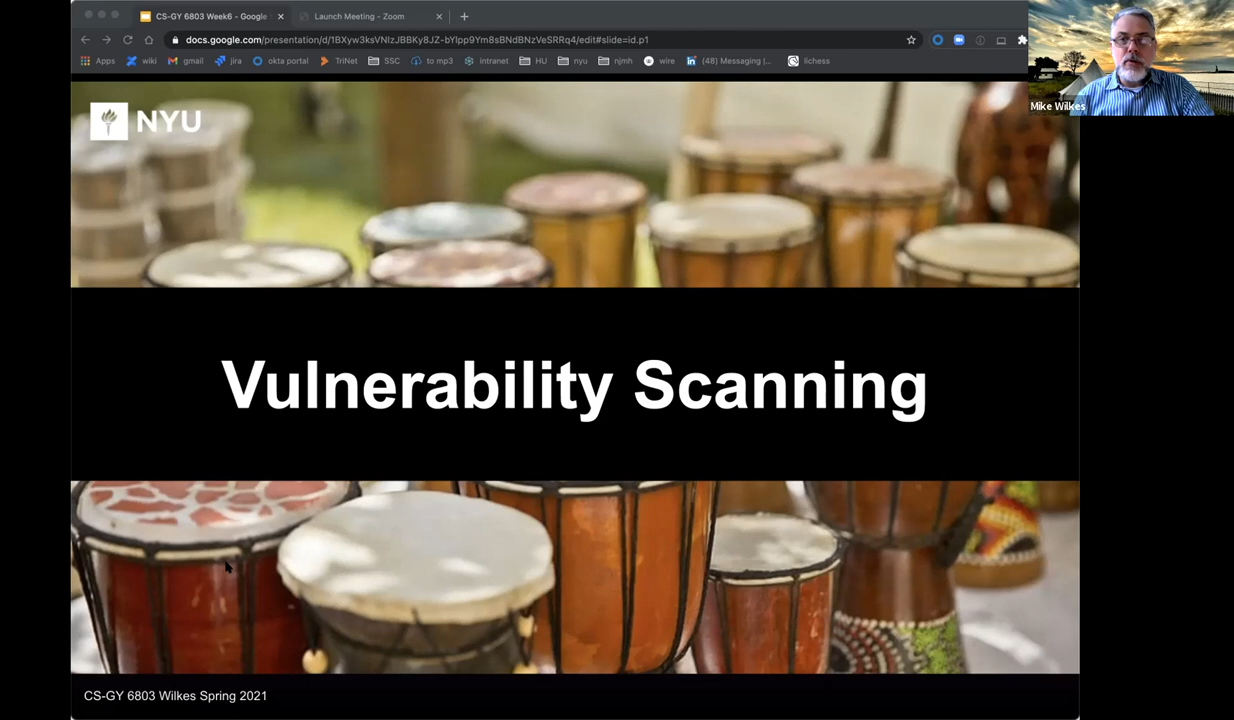 CS-GY 6803 Week6 - Google
Launch Meeting - Zoom
docs.google.com/presentation/d/1BXyw3ksVNlzJBBKy8JZ-bYlpp9Ym8sBNdBNzVeSRRq4/edit#slide=id.p1
Apps wiki gmail jira okta portal TriNet SSC to mp3 intranet HU nyu njmh wire (48) Messaging |... lichess
Mike Wilkes
NYU
Vulnerability Scanning
CS-GY 6803 Wilkes Spring 2021